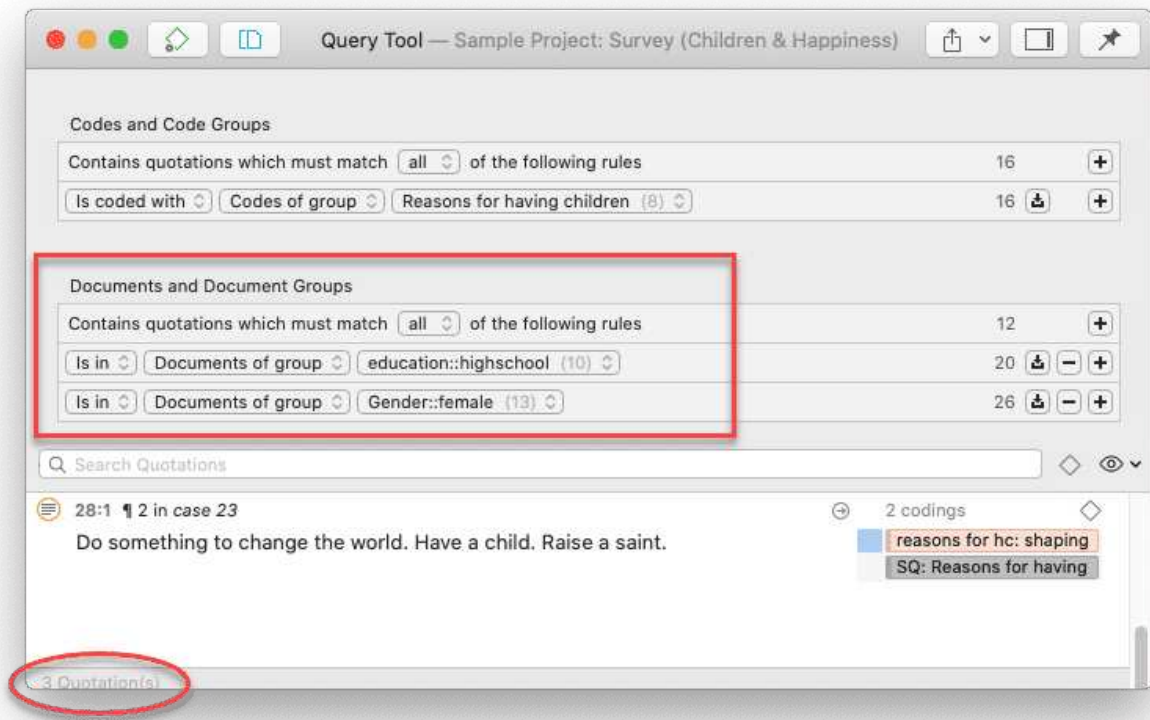 Query Tool — Sample Project: Survey (Children & Happiness)
Codes and Code Groups
Contains quotations which must match all of the following rules 16
Is coded with Codes of group Reasons for having children (8) 16
Documents and Document Groups
Contains quotations which must match all of the following rules 12
Is in Documents of group education::highschool (10) 20
Is in Documents of group Gender::female (13) 26
Search Quotations
28:1 ¶ 2 in case 23 2 codings
Do something to change the world. Have a child. Raise a saint. reasons for hc: shaping
SQ: Reasons for having
3 Quotation(s)